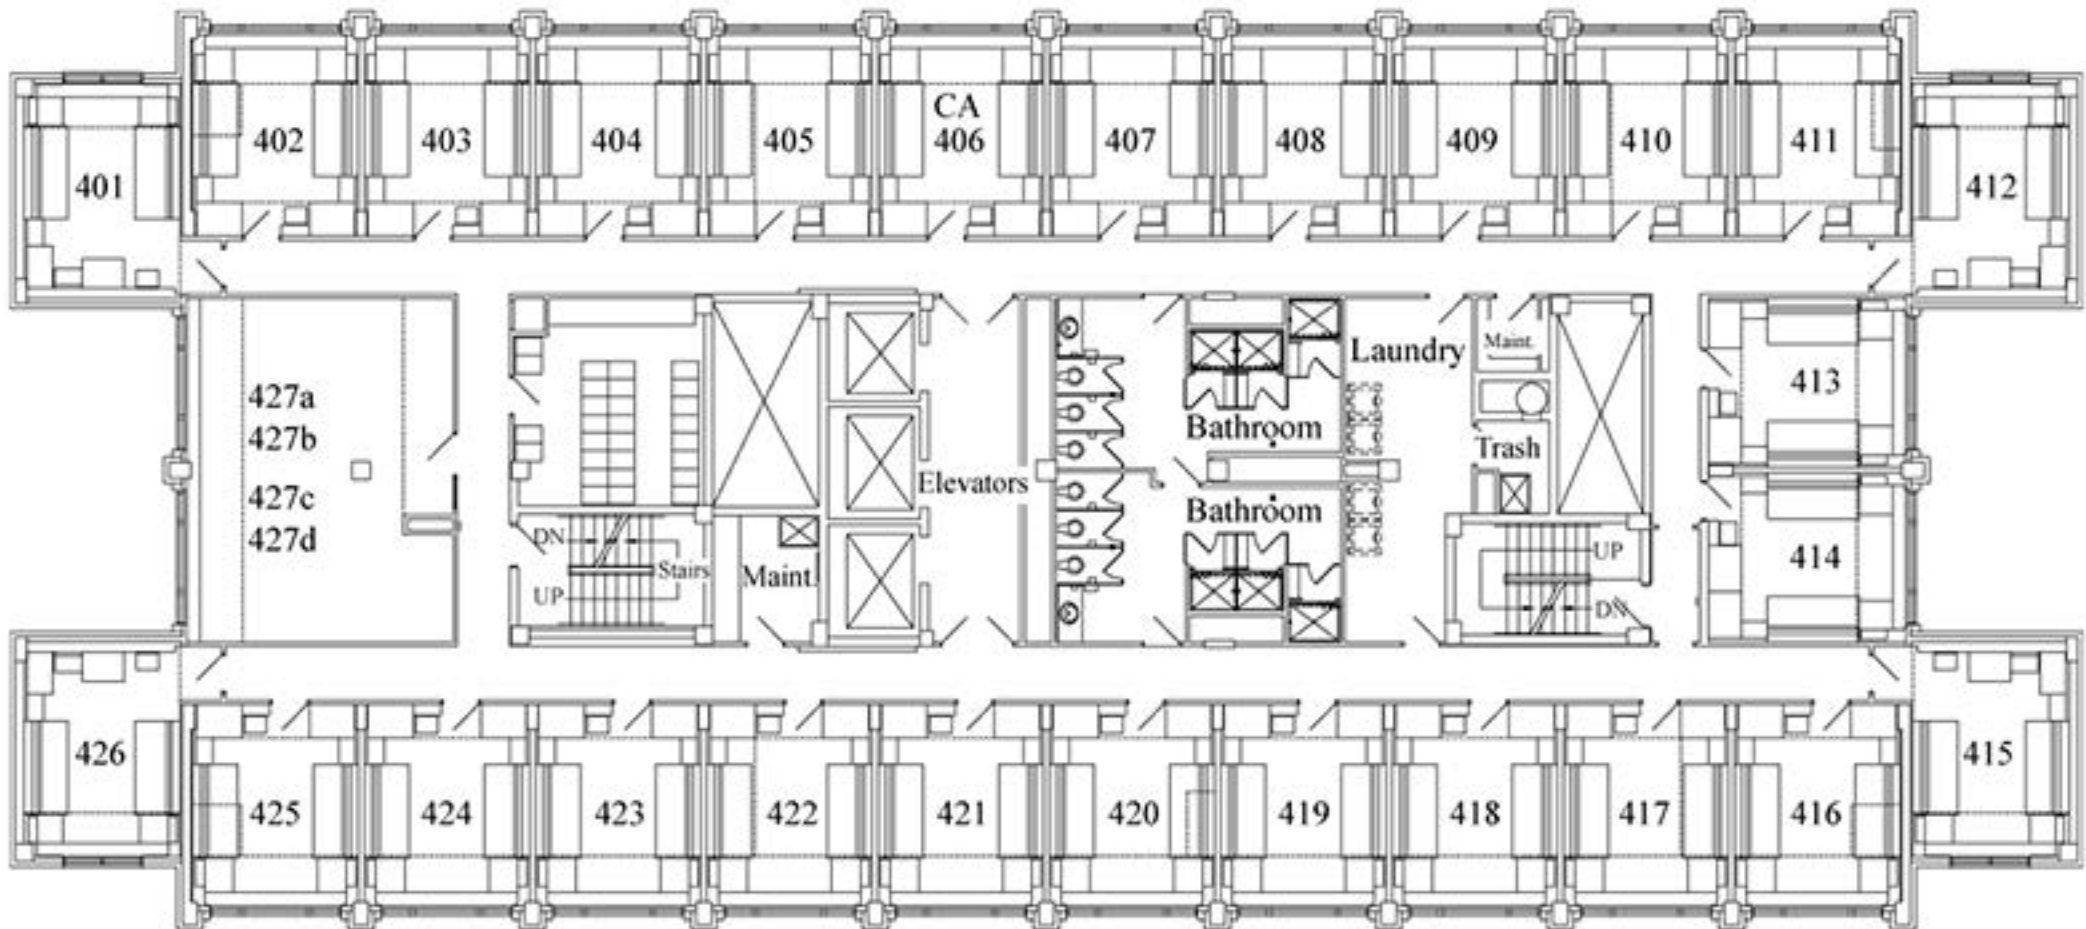 402
403
404
405
CA
406
407
408
409
410
411
401
412
427a
427b
427c
427d
Elevators
Bathroom
Bathroom
Laundry
Maint.
Trash
413
414
DN
UP
Stairs
Maint.
UP
DN
426
415
425
424
423
422
421
420
419
418
417
416